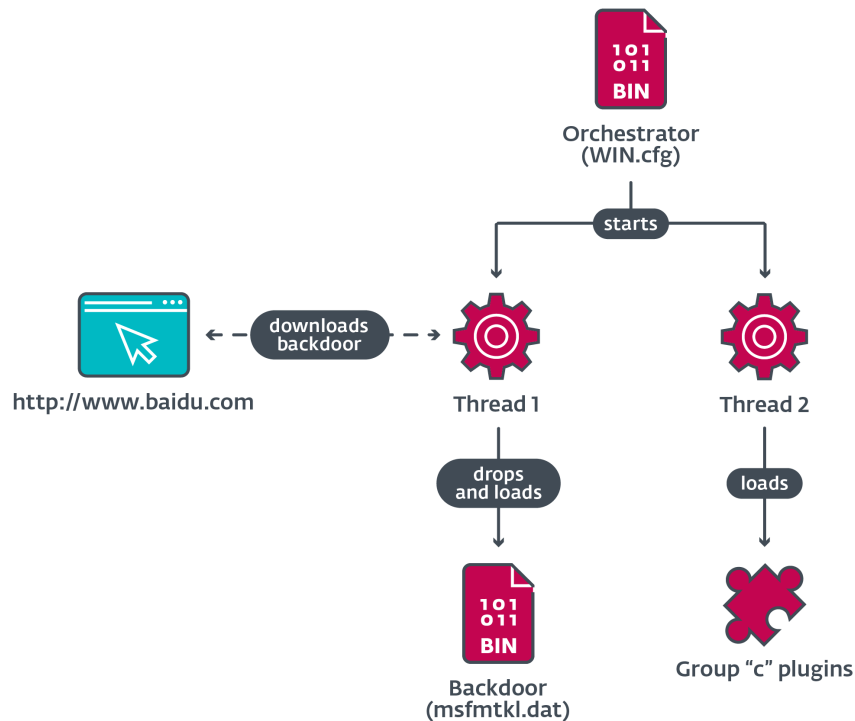 101
011
BIN
Orchestrator
(WIN.cfg)
starts
downloads
backdoor
http://www.baidu.com
Thread 1
Thread 2
drops
and loads
loads
101
011
BIN
Backdoor
(msfmtkl.dat)
Group “c” plugins